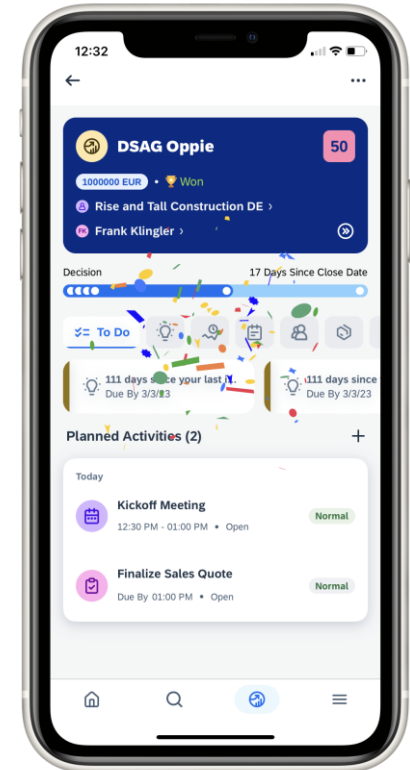 12:32
DSAG Oppie
50
1000000 EUR • Won
Rise and Tall Construction DE >
FK Frank Klingler >
Decision
17 Days Since Close Date
To Do
111 days since your last i...
Due By 3/3/23
111 days since
Due By 3/3/23
Planned Activities (2)
Today
Kickoff Meeting
12:30 PM - 01:00 PM • Open
Normal
Finalize Sales Quote
Due By 01:00 PM • Open
Normal